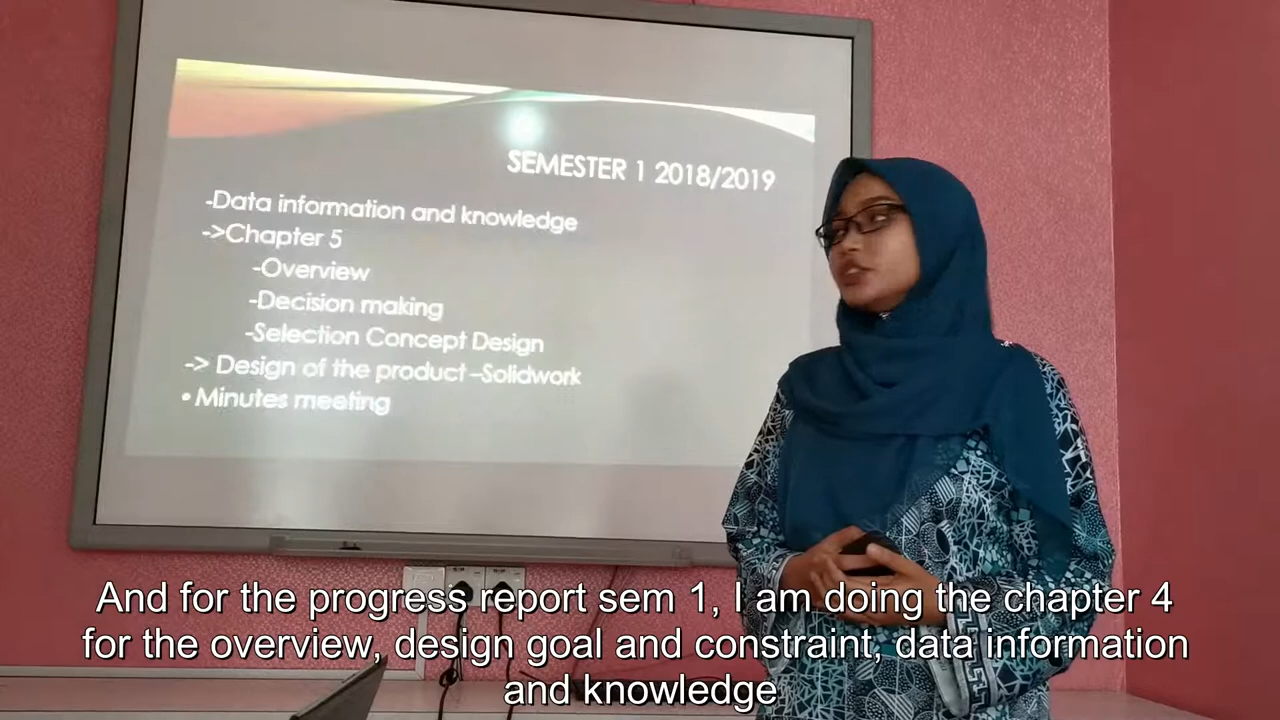 SEMESTER 1 2018/2019
-Data information and knowledge
->Chapter 5
-Overview
-Decision making
-Selection Concept Design
-> Design of the product -Solidwork
• Minutes meeting
And for the progress report sem 1, I am doing the chapter 4
for the overview, design goal and constraint, data information
and knowledge